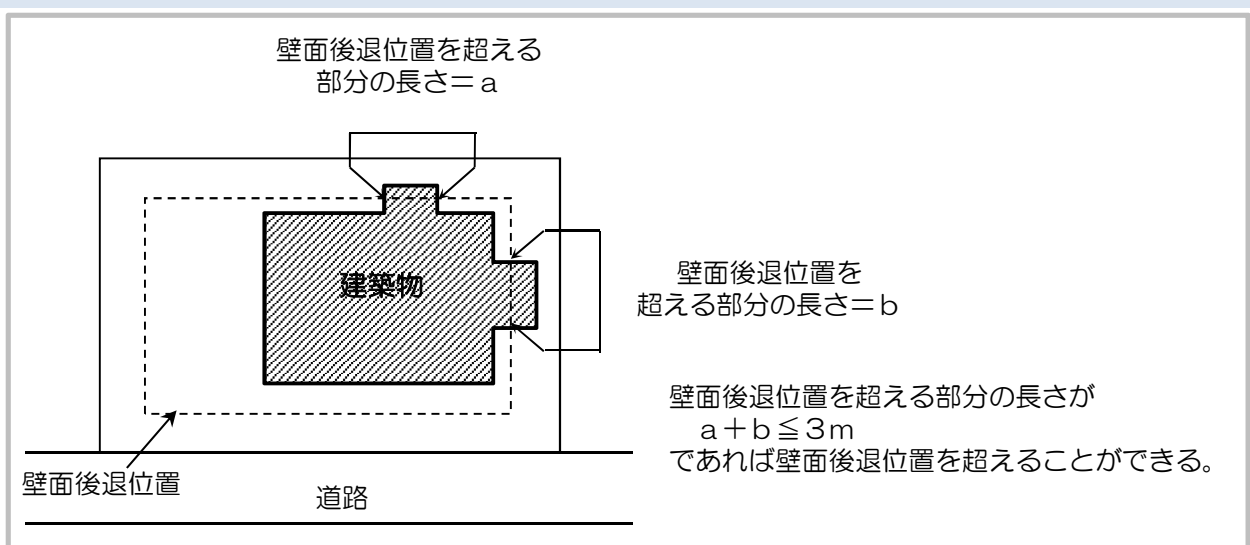 壁面後退位置を超える
部分の長さ＝ａ
建築物
壁面後退位置を
超える部分の長さ＝ｂ
壁面後退位置を超える部分の長さが
ａ＋ｂ≦３ｍ
であれば壁面後退位置を超えることができる。
壁面後退位置
道路